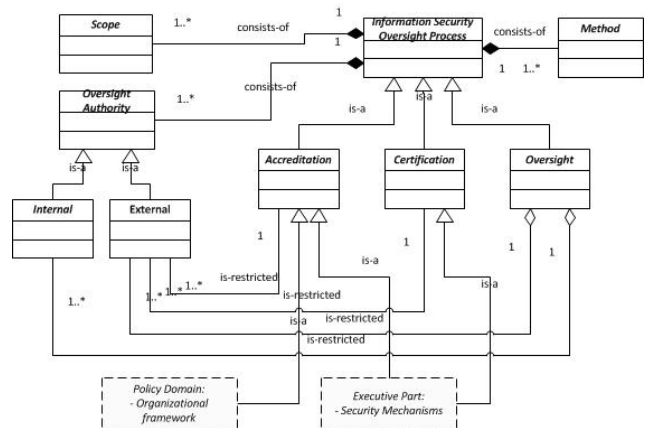 Scope
1..*
consists-of
1
Information Security
Oversight Process
consists-of
Method
1
1
1..*
Oversight
Authority
1..*
consists-of
is-a
is-a
is-a
is-a
is-a
Accreditation
Certification
Oversight
Internal
External
1
1
1
1
is-a
is-a
is-restricted
1..*
1..*
1..*
1..*
is-restricted
is-a
is-restricted
is-restricted
Policy Domain:
- Organizational
framework
Executive Part:
- Security Mechanisms